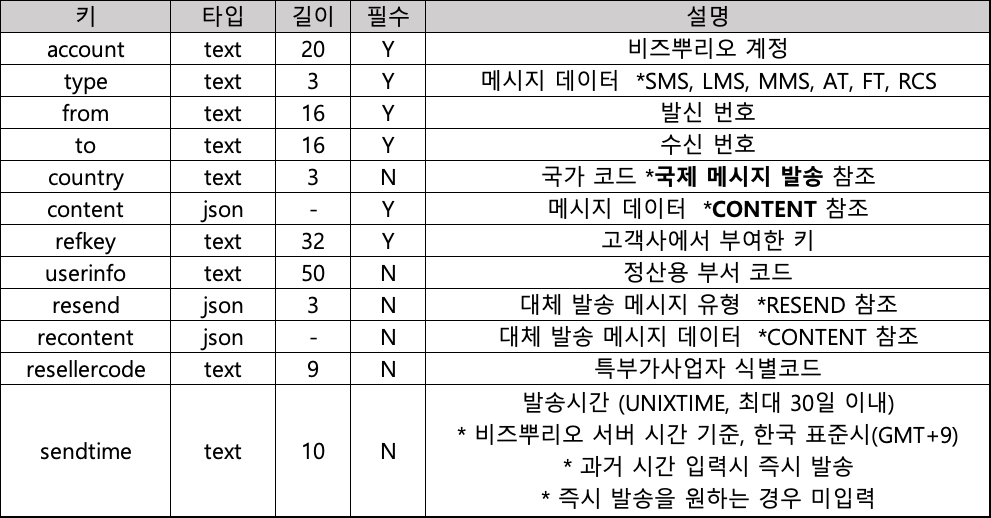 키 타입 길이 필수 설명
account text 20 Y 비즈뿌리오 계정
type text 3 Y 메시지 데이터 *SMS, LMS, MMS, AT, FT, RCS
from text 16 Y 발신 번호
to text 16 Y 수신 번호
country text 3 N 국가 코드 *국제 메시지 발송 참조
content json - Y 메시지 데이터 *CONTENT 참조
refkey text 32 Y 고객사에서 부여한 키
userinfo text 50 N 정산용 부서 코드
resend json 3 N 대체 발송 메시지 유형 *RESEND 참조
recontent json - N 대체 발송 메시지 데이터 *CONTENT 참조
resellercode text 9 N 특부가사업자 식별코드
sendtime text 10 N 발송시간 (UNIXTIME, 최대 30일 이내)
* 비즈뿌리오 서버 시간 기준, 한국 표준시(GMT+9)
* 과거 시간 입력시 즉시 발송
* 즉시 발송을 원하는 경우 미입력